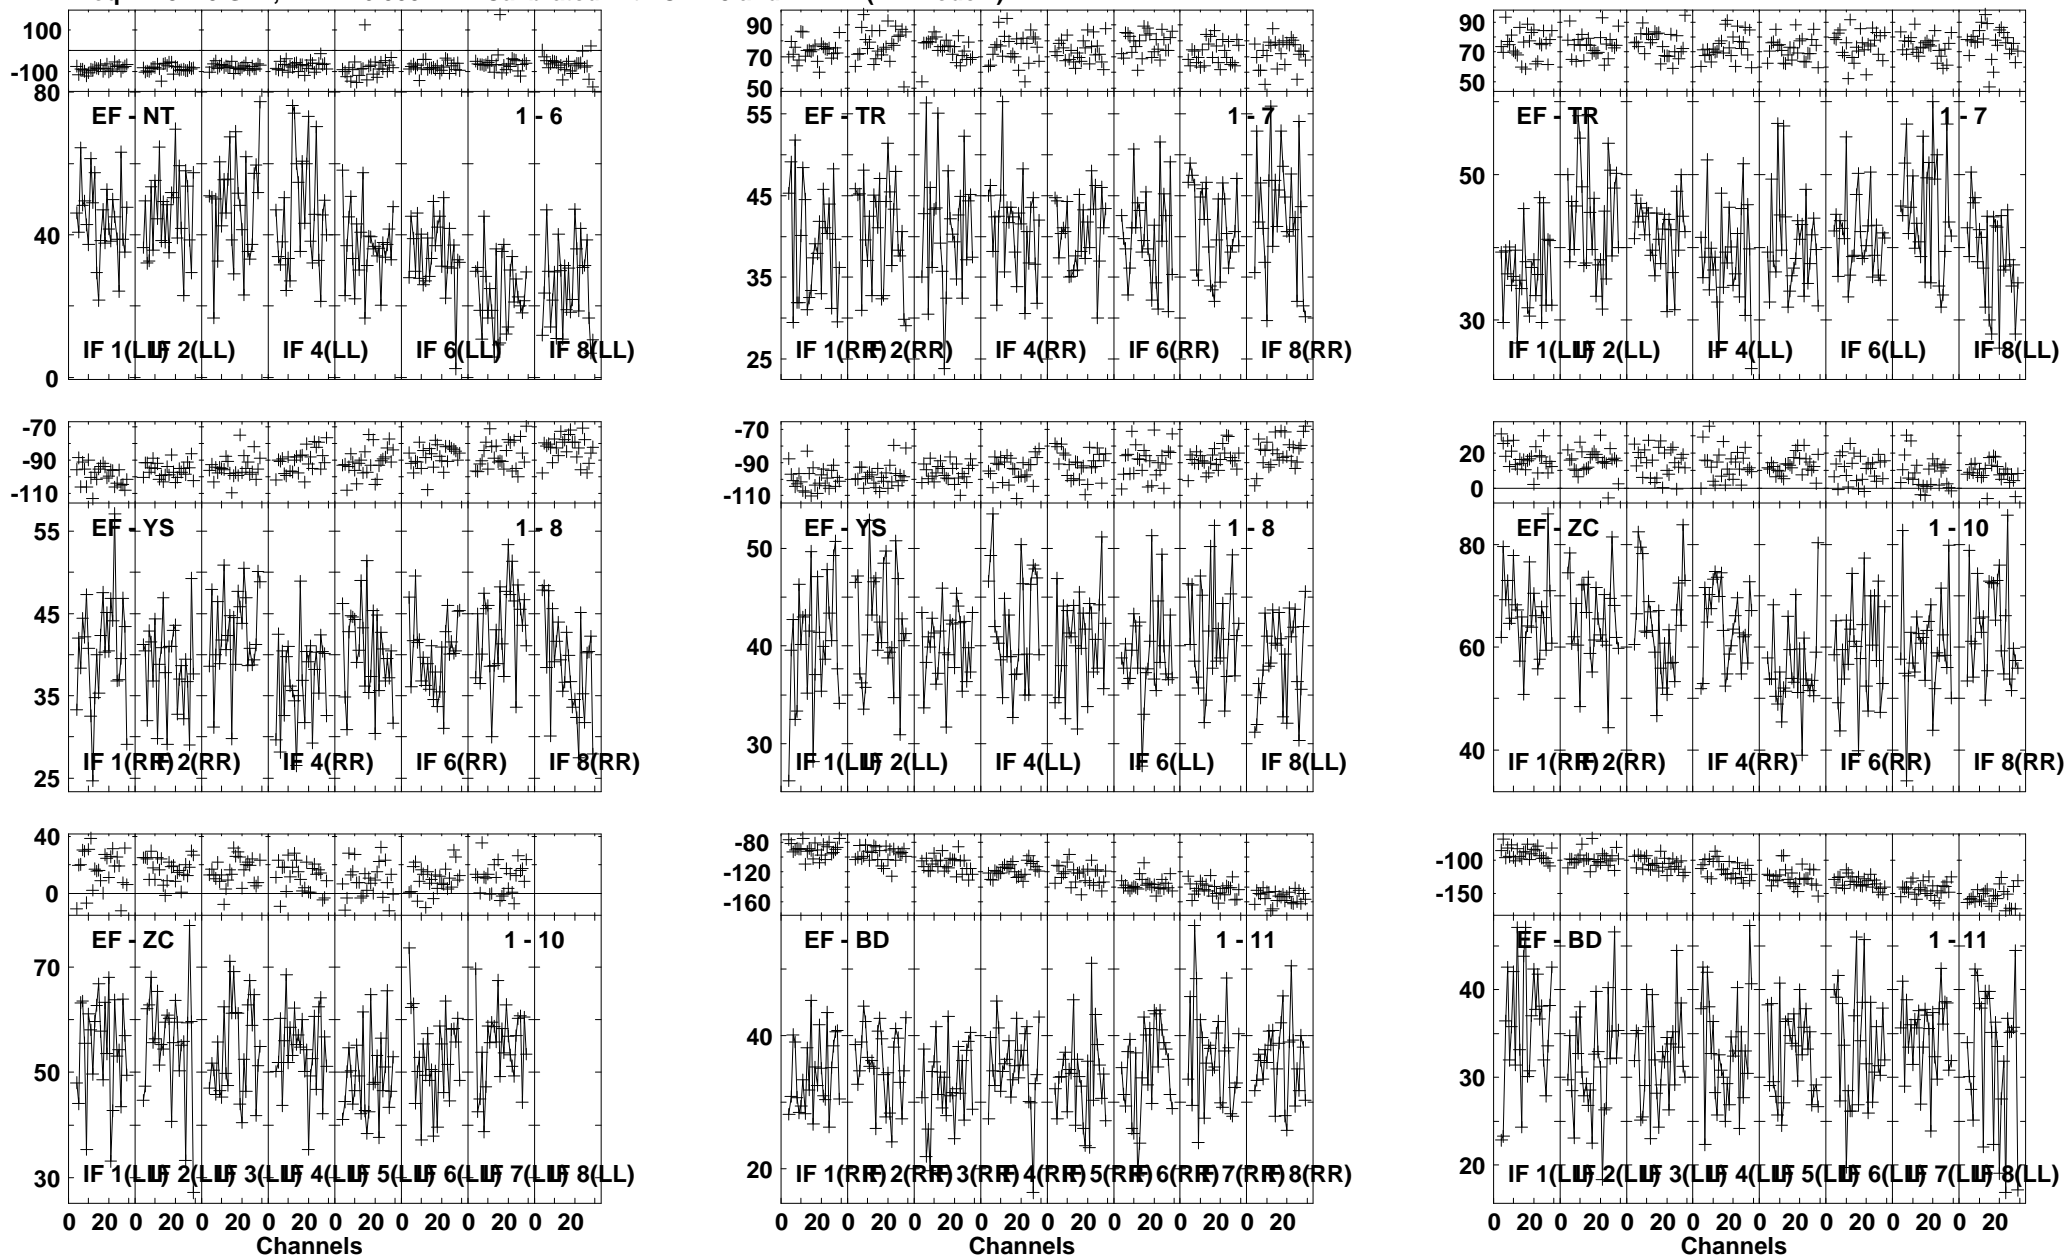 100
-100
80
40
0
EF - NT
1 - 6
IF 1(LL) IF 2(LL) IF 4(LL) IF 6(LL) IF 8(LL)
90
70
50
55
45
35
25
EF - TR
1 - 7
IF 1(RR) IF 2(RR) IF 4(RR) IF 6(RR) IF 8(RR)
90
70
50
50
30
EF - TR
1 - 7
IF 1(LL) IF 2(LL) IF 4(LL) IF 6(LL) IF 8(LL)
-70
-90
-110
55
45
35
25
EF - YS
1 - 8
IF 1(RR) IF 2(RR) IF 4(RR) IF 6(RR) IF 8(RR)
-70
-90
-110
50
40
30
EF - YS
1 - 8
IF 1(LL) IF 2(LL) IF 4(LL) IF 6(LL) IF 8(LL)
20
0
80
60
40
EF - ZC
1 - 10
IF 1(RR) IF 2(RR) IF 4(RR) IF 6(RR) IF 8(RR)
40
0
70
50
30
EF - ZC
1 - 10
IF 1(LL) IF 2(LL) IF 3(LL) IF 4(LL) IF 5(LL) IF 6(LL) IF 7(LL) IF 8(LL)
0 20 0 20 0 20 0 20 0 20 0 20 0 20 0 20
Channels
-80
-120
-160
40
20
EF - BD
1 - 11
IF 1(RR) IF 2(RR) IF 3(RR) IF 4(RR) IF 5(RR) IF 6(RR) IF 7(RR) IF 8(RR)
0 20 0 20 0 20 0 20 0 20 0 20 0 20 0 20
Channels
-100
-150
40
30
20
EF - BD
1 - 11
IF 1(LL) IF 2(LL) IF 3(LL) IF 4(LL) IF 5(LL) IF 6(LL) IF 7(LL) IF 8(LL)
0 20 0 20 0 20 0 20 0 20 0 20 0 20 0 20
Channels